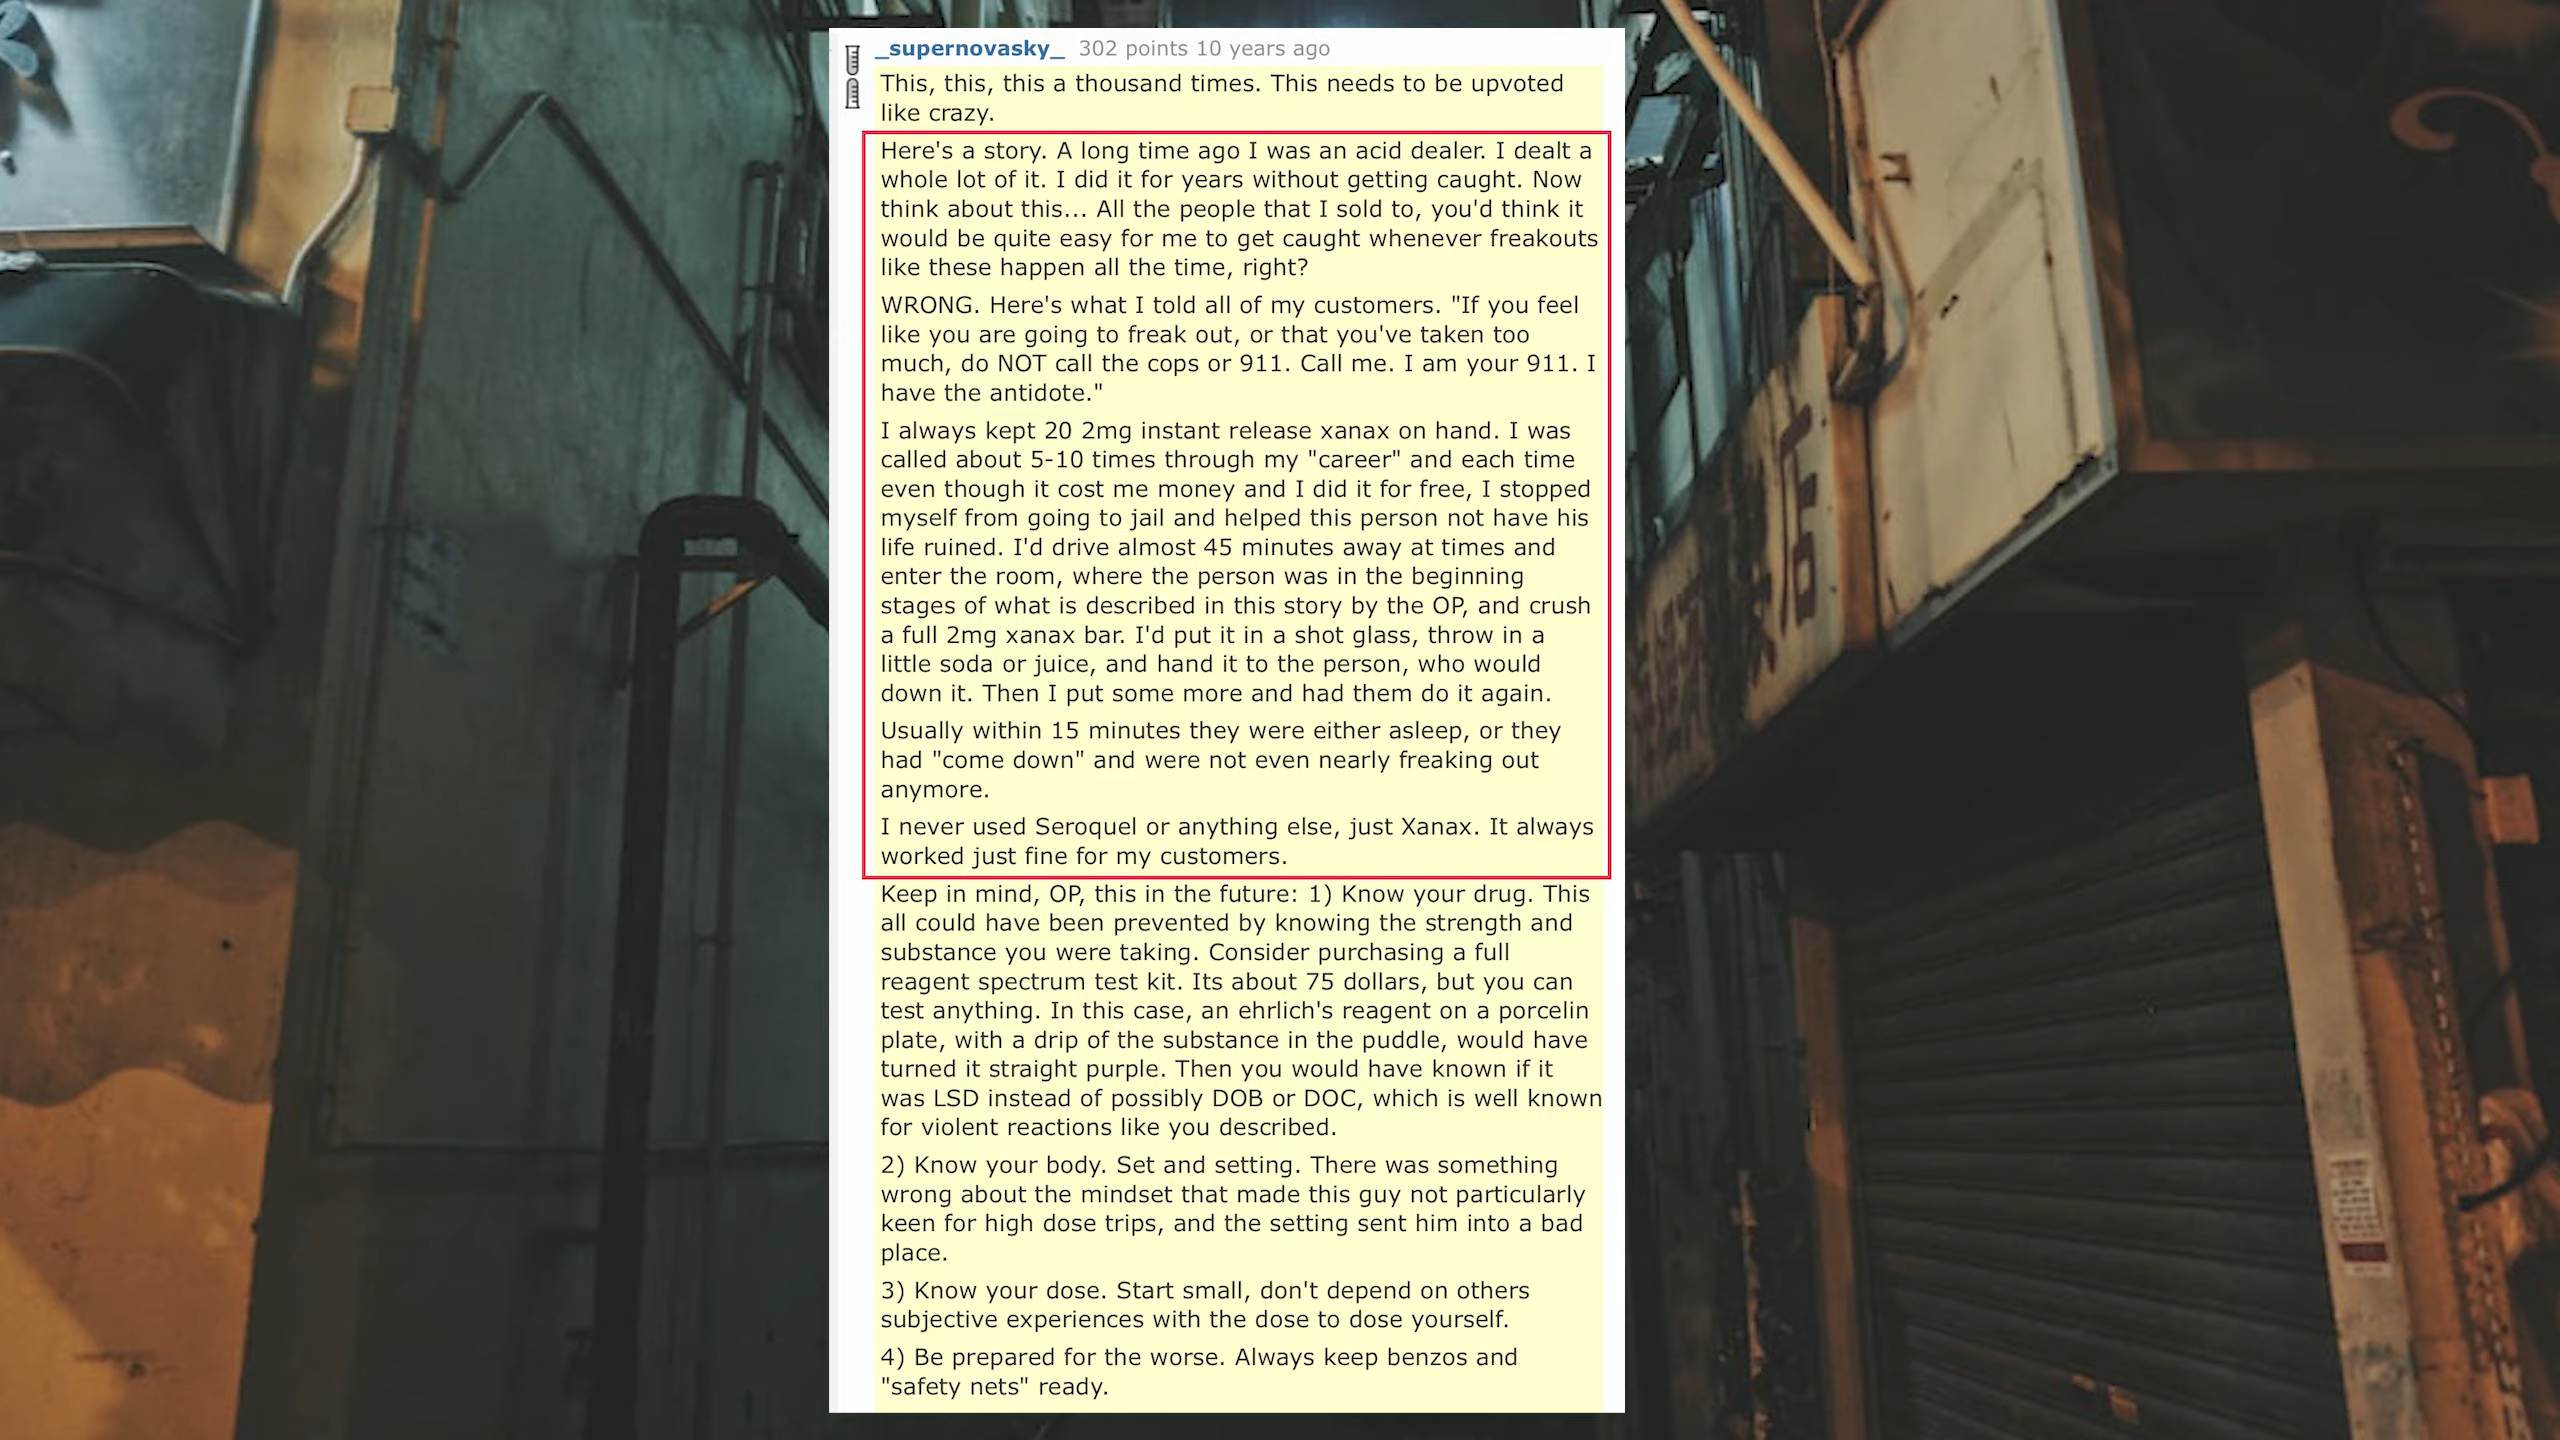 _supernovasky_ 302 points 10 years ago
This, this, this a thousand times. This needs to be upvoted
like crazy.
Here's a story. A long time ago I was an acid dealer. I dealt a
whole lot of it. I did it for years without getting caught. Now
think about this... All the people that I sold to, you'd think it
would be quite easy for me to get caught whenever freakouts
like these happen all the time, right?
WRONG. Here's what I told all of my customers. "If you feel
like you are going to freak out, or that you've taken too
much, do NOT call the cops or 911. Call me. I am your 911. I
have the antidote."
I always kept 20 2mg instant release xanax on hand. I was
called about 5-10 times through my "career" and each time
even though it cost me money and I did it for free, I stopped
myself from going to jail and helped this person not have his
life ruined. I'd drive almost 45 minutes away at times and
enter the room, where the person was in the beginning
stages of what is described in this story by the OP, and crush
a full 2mg xanax bar. I'd put it in a shot glass, throw in a
little soda or juice, and hand it to the person, who would
down it. Then I put some more and had them do it again.
Usually within 15 minutes they were either asleep, or they
had "come down" and were not even nearly freaking out
anymore.
I never used Seroquel or anything else, just Xanax. It always
worked just fine for my customers.
Keep in mind, OP, this in the future: 1) Know your drug. This
all could have been prevented by knowing the strength and
substance you were taking. Consider purchasing a full
reagent spectrum test kit. Its about 75 dollars, but you can
test anything. In this case, an ehrlich's reagent on a porcelin
plate, with a drip of the substance in the puddle, would have
turned it straight purple. Then you would have known if it
was LSD instead of possibly DOB or DOC, which is well known
for violent reactions like you described.
2) Know your body. Set and setting. There was something
wrong about the mindset that made this guy not particularly
keen for high dose trips, and the setting sent him into a bad
place.
3) Know your dose. Start small, don't depend on others
subjective experiences with the dose to dose yourself.
4) Be prepared for the worse. Always keep benzos and
"safety nets" ready.
店